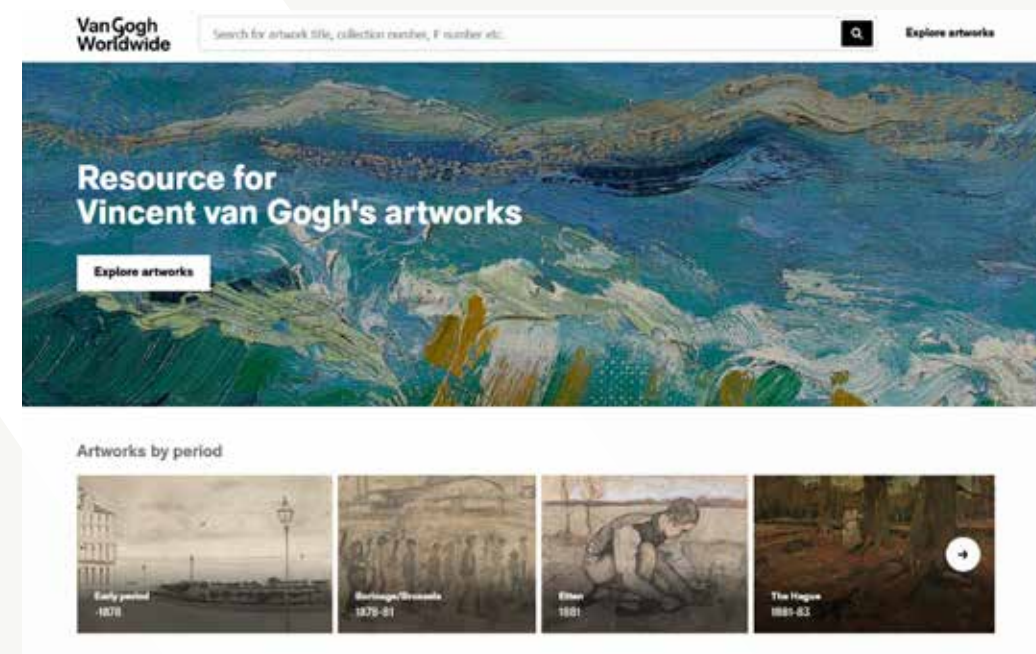 Van Gogh
Worldwide
Search for artwork title, collection number, F number etc.
Explore artworks
Resource for
Vincent van Gogh's artworks
Explore artworks
Artworks by period
Early period
-1878
Borinage/Brussels
1878-81
Etten
1881
The Hague
1881-83